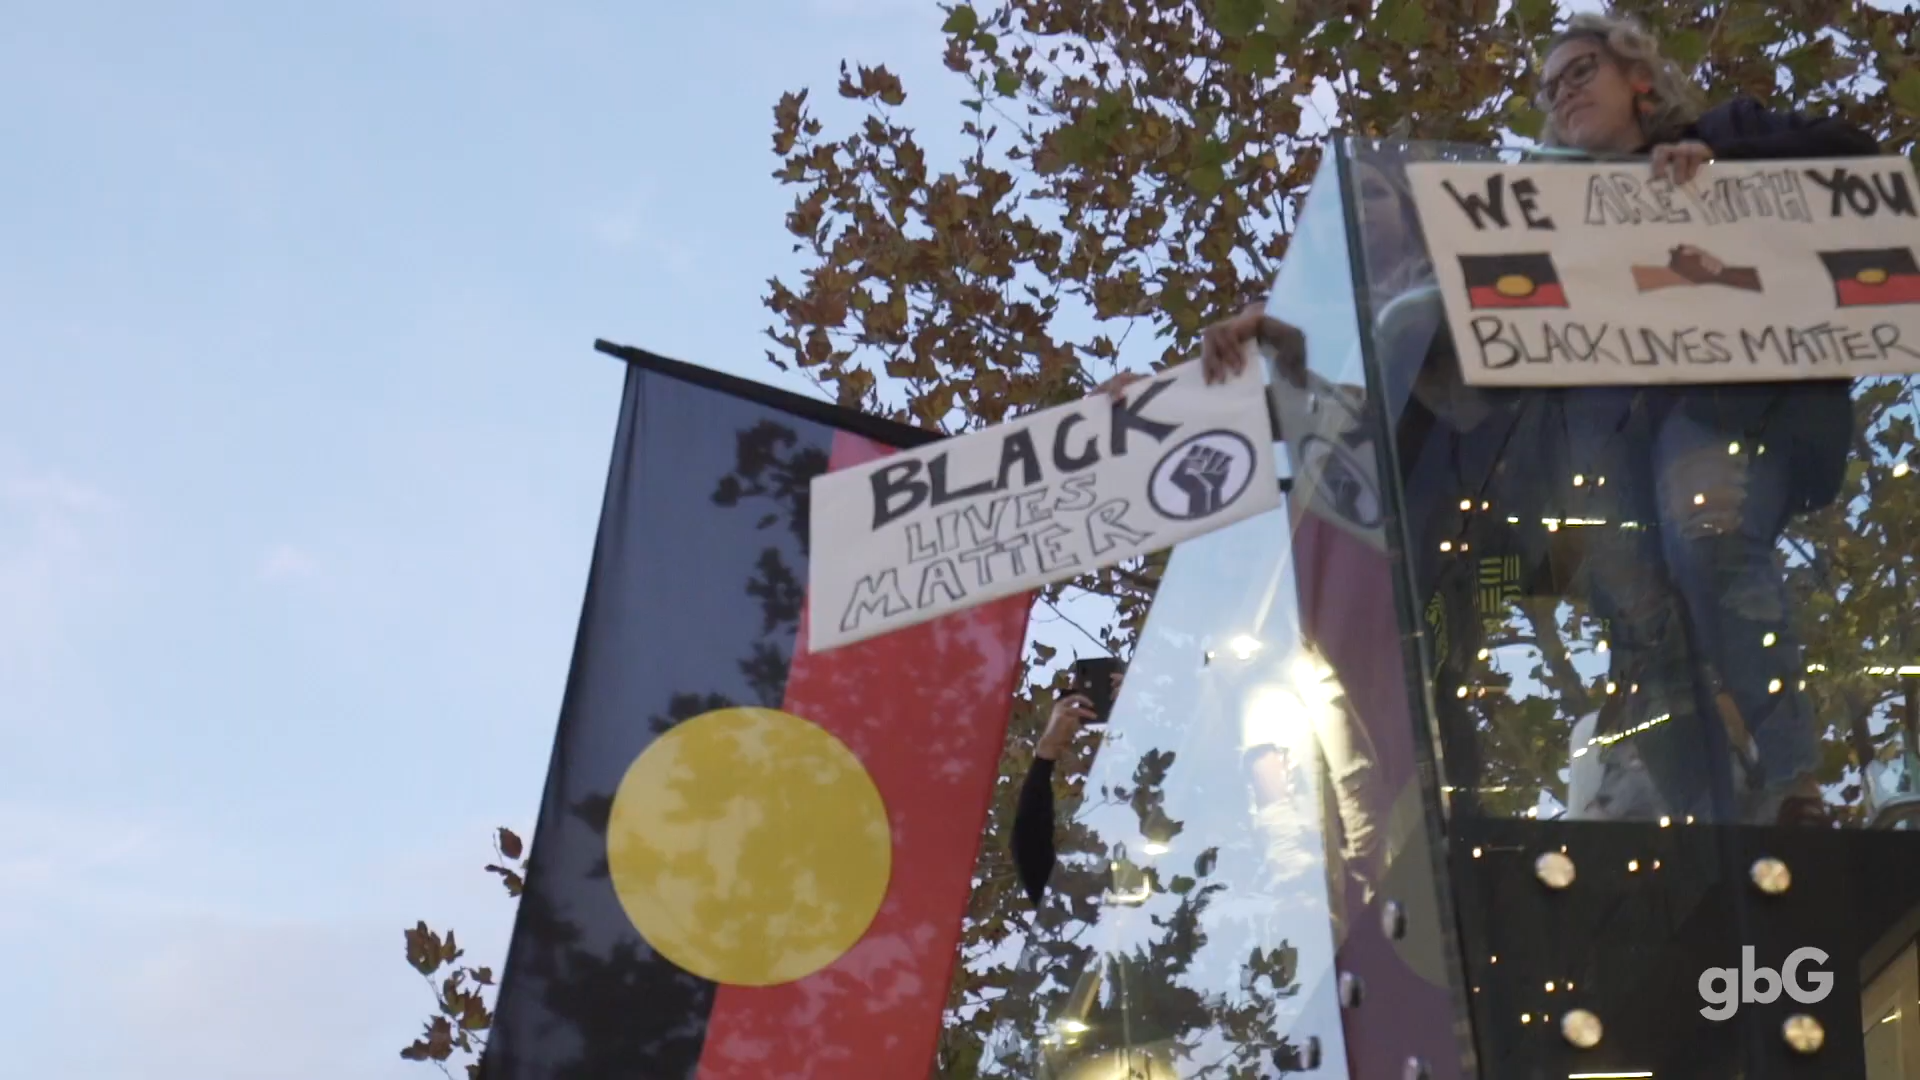 WE ARE WITH YOU
BLACK LIVES MATTER
BLACK
LIVES
MATTER
gbG